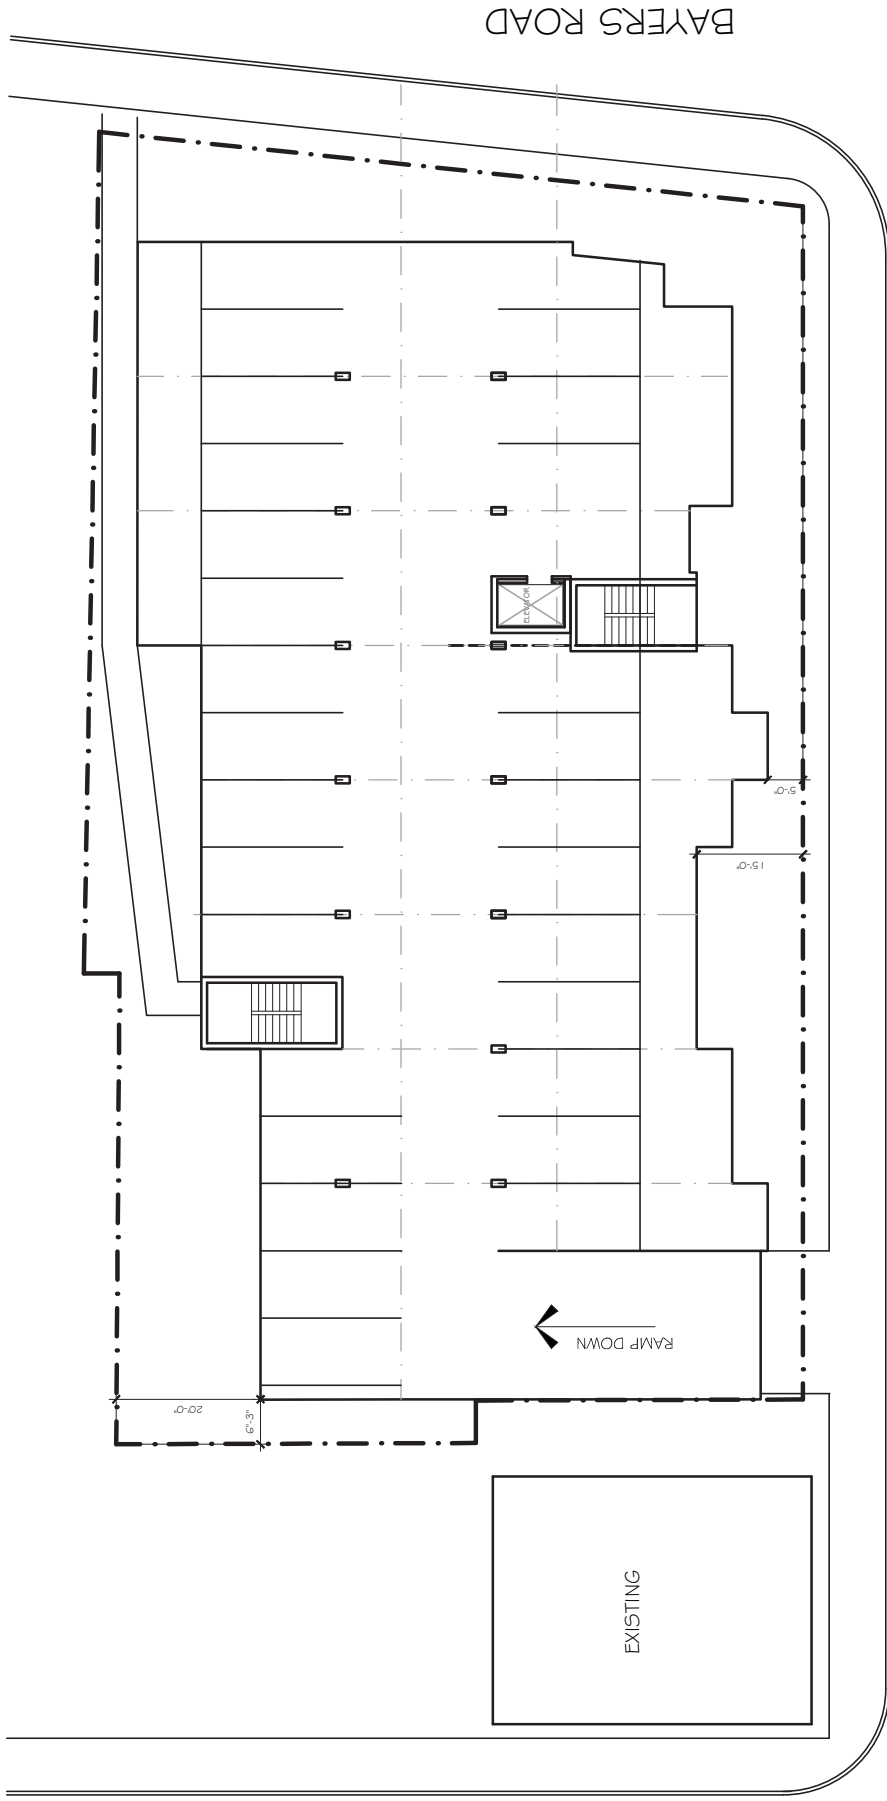 BAYERS ROAD
ELEVATOR
5'-0"
15'-0"
RAMP DOWN
20'-0"
6'-3"
EXISTING